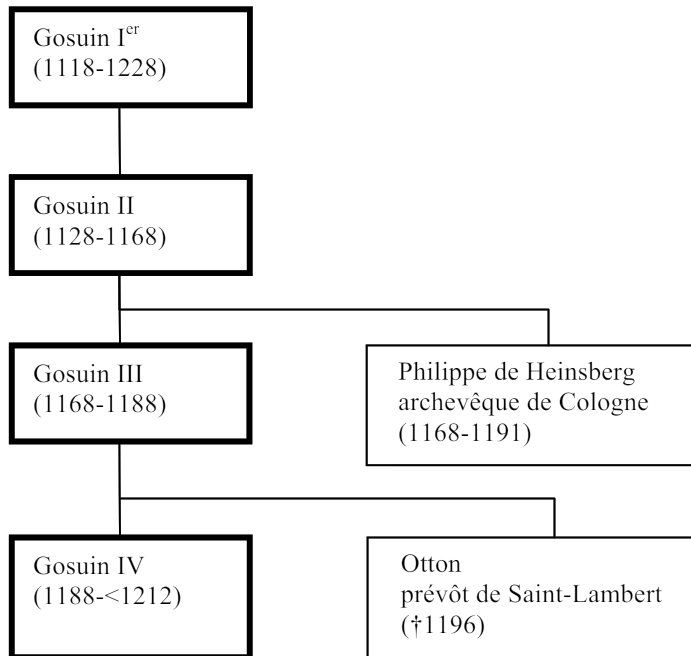 Gosuin Iᵉʳ
(1118-1228)
Gosuin II
(1128-1168)
Gosuin III
(1168-1188)
Philippe de Heinsberg
archevêque de Cologne
(1168-1191)
Gosuin IV
(1188-<1212)
Otton
prévôt de Saint-Lambert
(†1196)